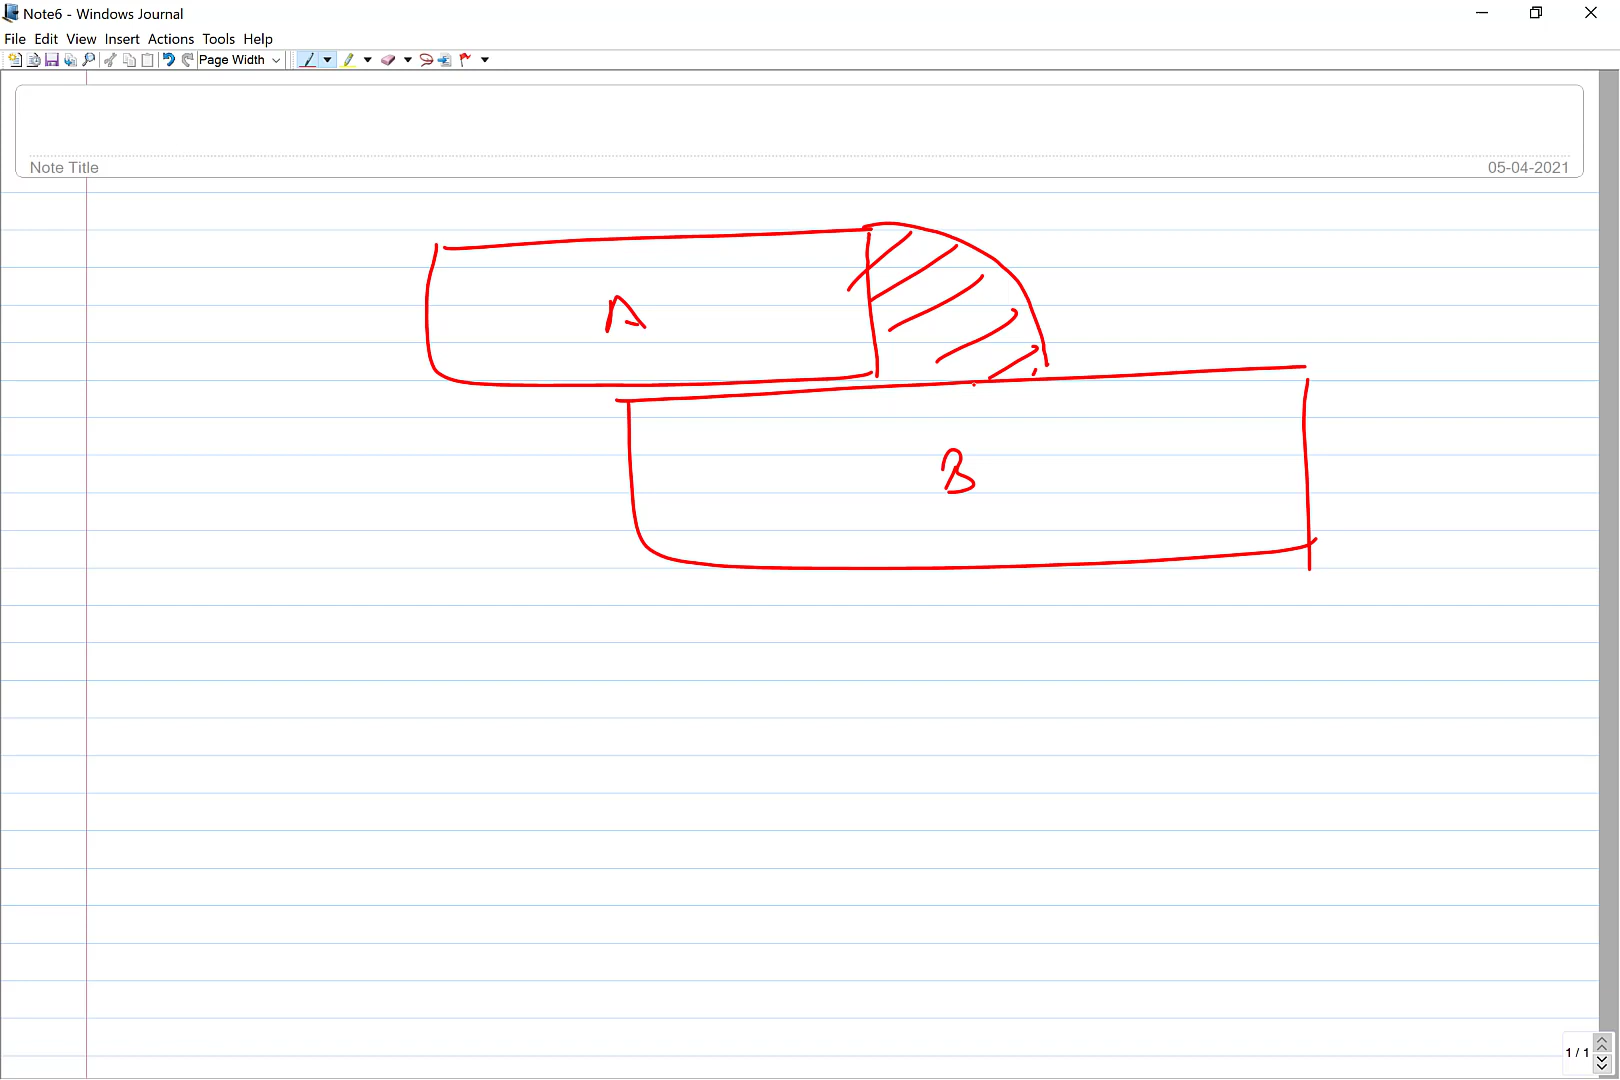 Note6 - Windows Journal
File Edit View Insert Actions Tools Help
Page Width
Note Title
05-04-2021
A
B
1 / 1